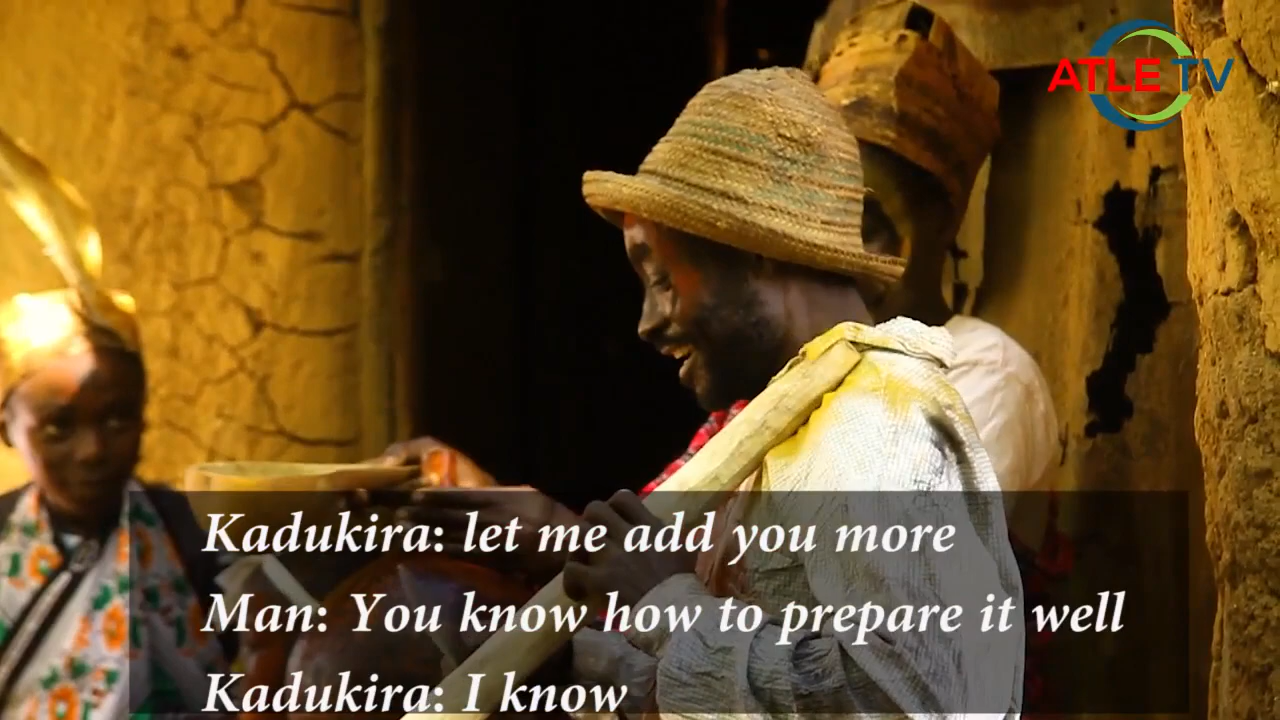 ATLE TV
Kadukira: let me add you more
Man: You know how to prepare it well
Kadukira: I know